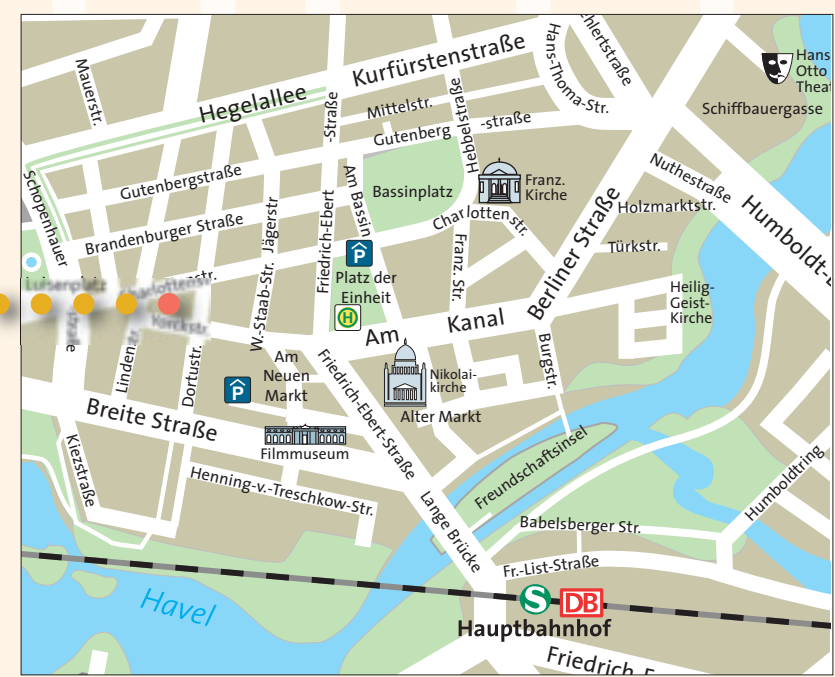 Mauerstr.
Hegelallee
Kurfürstenstraße
Hans-Thoma-Str.
Hans
Otto
Schiffbauergasse
-Straße
Mittelstr.
Gutenberg
-straße
Hebbelstraße
Schopenhauer
Gutenbergstraße
Brandenburger Straße
Jägerstr
W.-Staab-Str.
Friedrich-Ebert
Am Bassin
Bassinplatz
Franz.
Kirche
Charlottenstr.
Franz. Str.
Berliner Straße
Nuthestraße
Holzmarktstr.
Türkstr.
Humboldt-
P
Platz der
Einheit
H
Heilig-
Geist-
Kirche
Luisenplatz
Am Kanal
Burgstr.
Dortustr.
Am
Neuen
Markt
P
Nikolai-
kirche
Alter Markt
Friedrich-Ebert-Straße
Breite Straße
Filmmuseum
Kiezstraße
Henning-v.-Treschkow-Str.
Lange Brücke
Freundschaftsinsel
Babelsberger Str.
Humboldtring
Fr.-List-Straße
Havel
S
DB
Hauptbahnhof